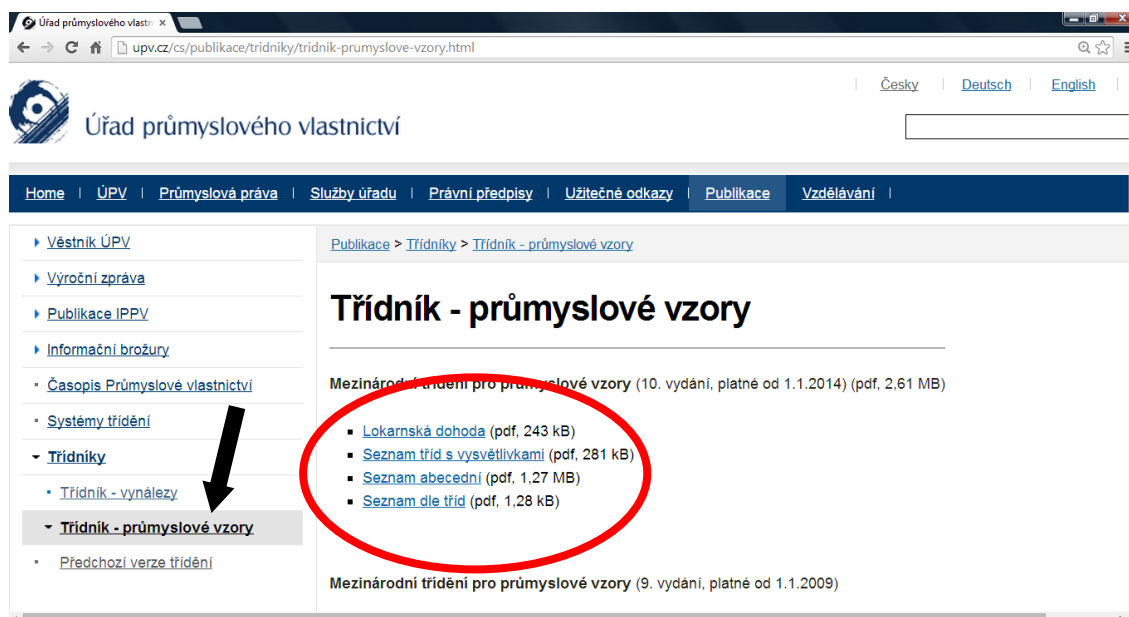 Úřad průmyslového vlastn
upv.cz/cs/publikace/tridniky/tridnik-prumyslove-vzory.html
Česky | Deutsch | English |
Úřad průmyslového vlastnictví
Home | ÚPV | Průmyslová práva | Služby úřadu | Právní předpisy | Užitečné odkazy | Publikace Vzdělávání |
Věstník ÚPV
Výroční zpráva
Publikace IPPV
Informační brožury
Časopis Průmyslové vlastnictví
Systémy třídění
Třídníky
Třídník - vynálezy
Třídník - průmyslové vzory
Předchozí verze třídění
Publikace > Třídníky > Třídník - průmyslové vzory
Třídník - průmyslové vzory
Mezinárodní třídění pro průmyslové vzory (10. vydání, platné od 1.1.2014) (pdf, 2,61 MB)
Lokarnská dohoda (pdf, 243 kB)
Seznam tříd s vysvětlivkami (pdf, 281 kB)
Seznam abecední (pdf, 1,27 MB)
Seznam dle tříd (pdf, 1,28 kB)
Mezinárodní třídění pro průmyslové vzory (9. vydání, platné od 1.1.2009)